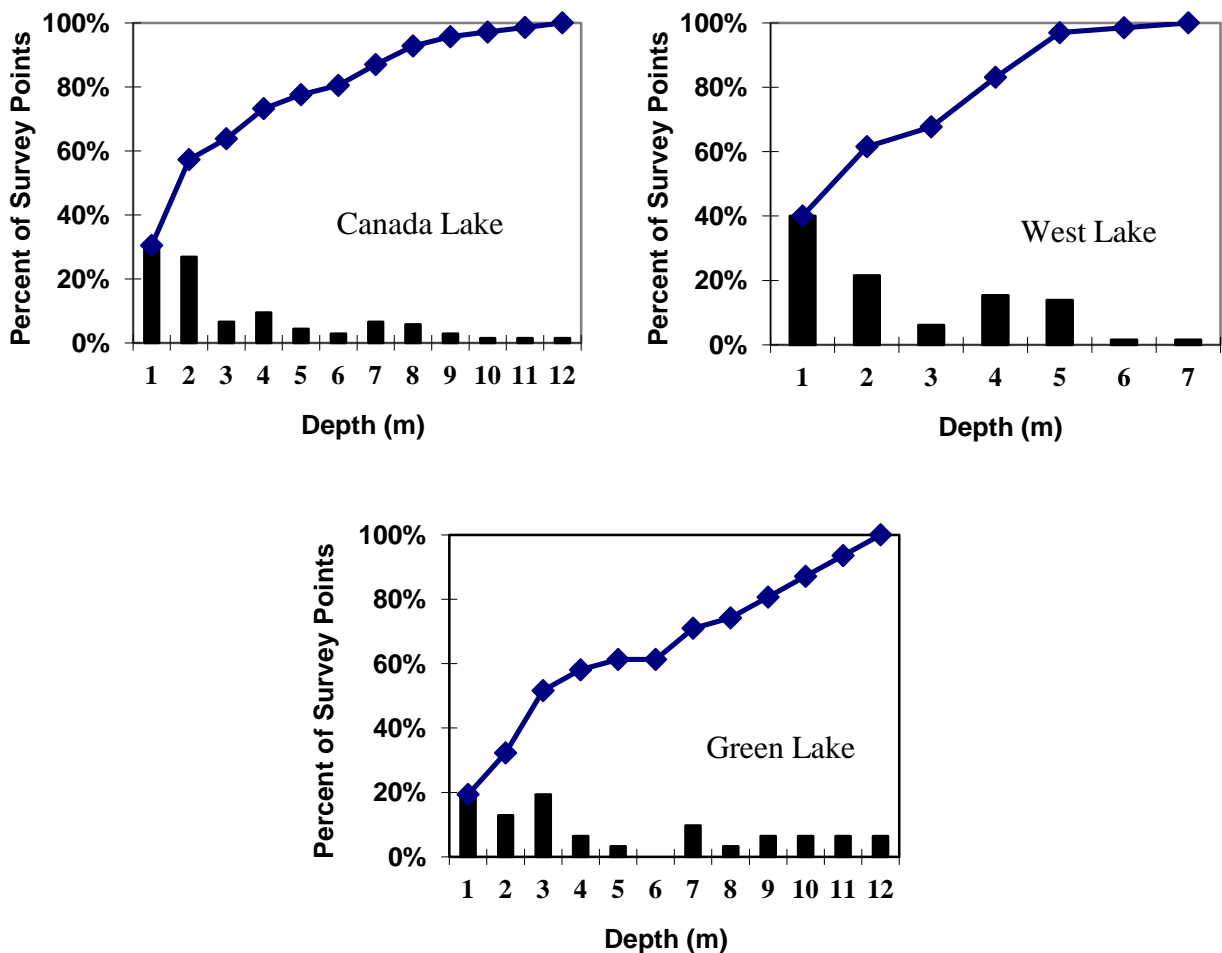 Percent of Survey Points
100%
80%
60%
40%
20%
0%
Canada Lake
1 2 3 4 5 6 7 8 9 10 11 12
Depth (m)
Percent of Survey Points
100%
80%
60%
40%
20%
0%
West Lake
1 2 3 4 5 6 7
Depth (m)
Percent of Survey Points
100%
80%
60%
40%
20%
0%
Green Lake
1 2 3 4 5 6 7 8 9 10 11 12
Depth (m)